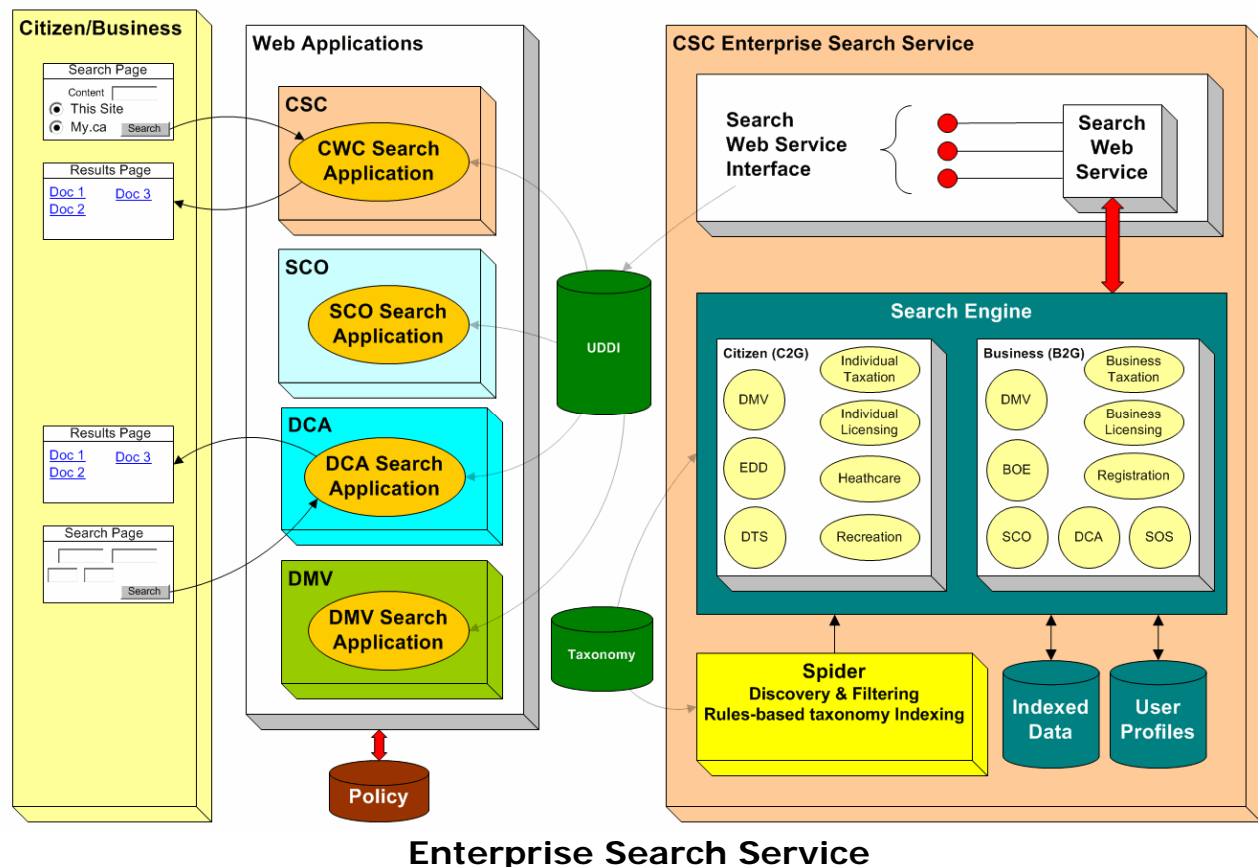 Citizen/Business
Search Page
Content
This Site
My.ca
Search
Results Page
Doc 1
Doc 3
Doc 2
Results Page
Doc 1
Doc 3
Doc 2
Search Page
Search
Web Applications
CSC
CWC Search
Application
SCO
SCO Search
Application
DCA
DCA Search
Application
DMV
DMV Search
Application
Policy
UDDI
Taxonomy
CSC Enterprise Search Service
Search
Web Service
Interface
Search
Web
Service
Search Engine
Citizen (C2G)
DMV
EDD
DTS
Individual
Taxation
Individual
Licensing
Heathcare
Recreation
Business (B2G)
DMV
BOE
SCO
DCA
SOS
Business
Taxation
Business
Licensing
Registration
Spider
Discovery & Filtering
Rules-based taxonomy Indexing
Indexed
Data
User
Profiles
Enterprise Search Service